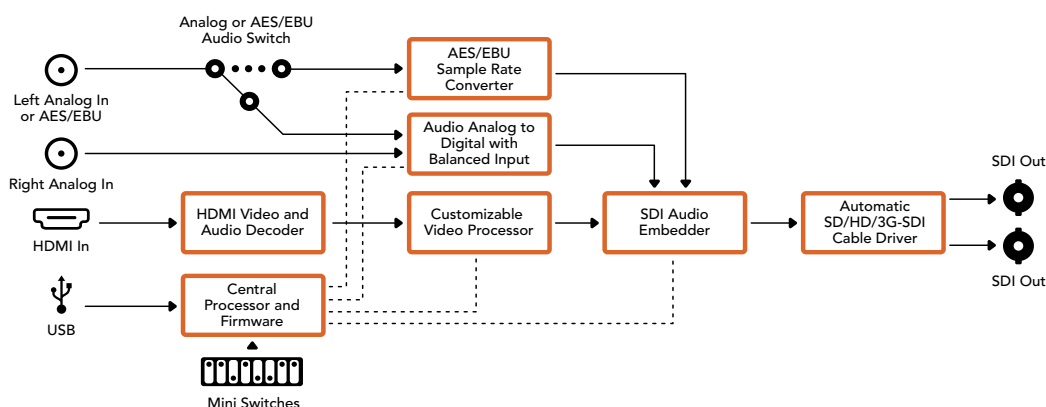 Analog or AES/EBU
Audio Switch
Left Analog In
or AES/EBU
AES/EBU
Sample Rate
Converter
Right Analog In
Audio Analog to
Digital with
Balanced Input
HDMI In
HDMI Video and
Audio Decoder
Customizable
Video Processor
SDI Audio
Embedder
Automatic
SD/HD/3G-SDI
Cable Driver
SDI Out
SDI Out
USB
Central
Processor and
Firmware
Mini Switches